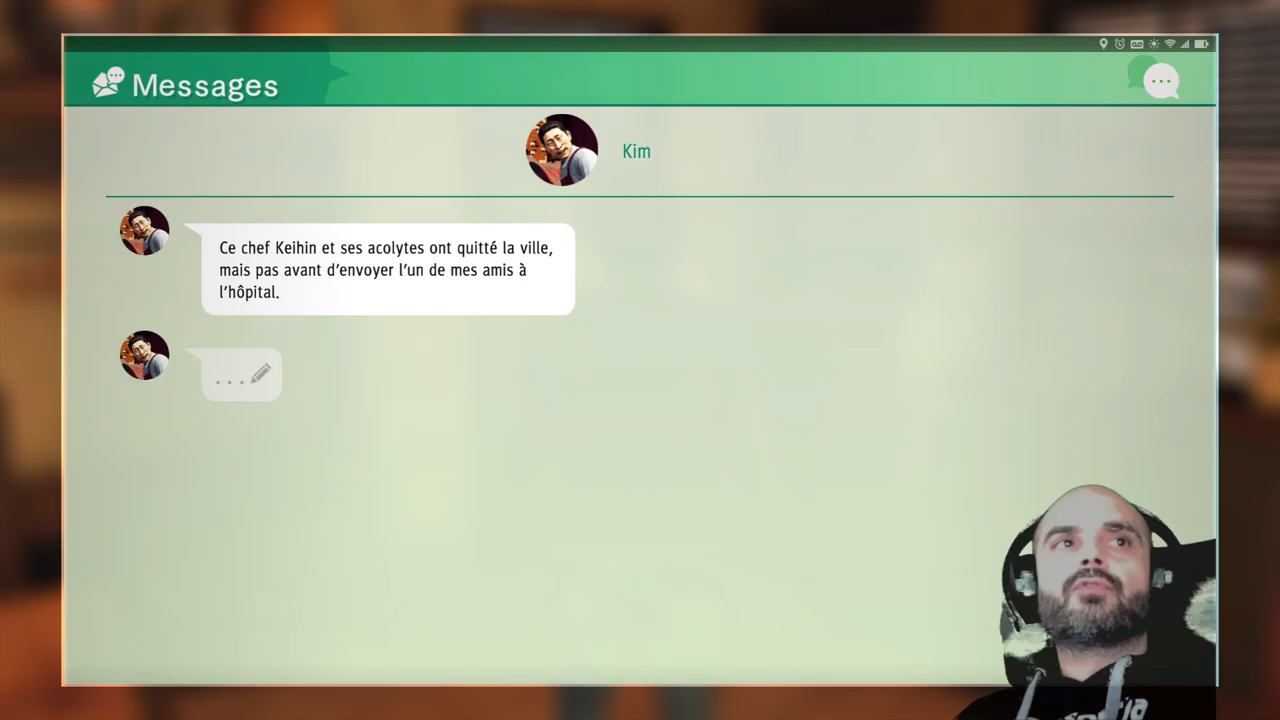 Messages
Kim
Ce chef Keihin et ses acolytes ont quitté la ville,
mais pas avant d'envoyer l'un de mes amis à
l'hôpital.
...